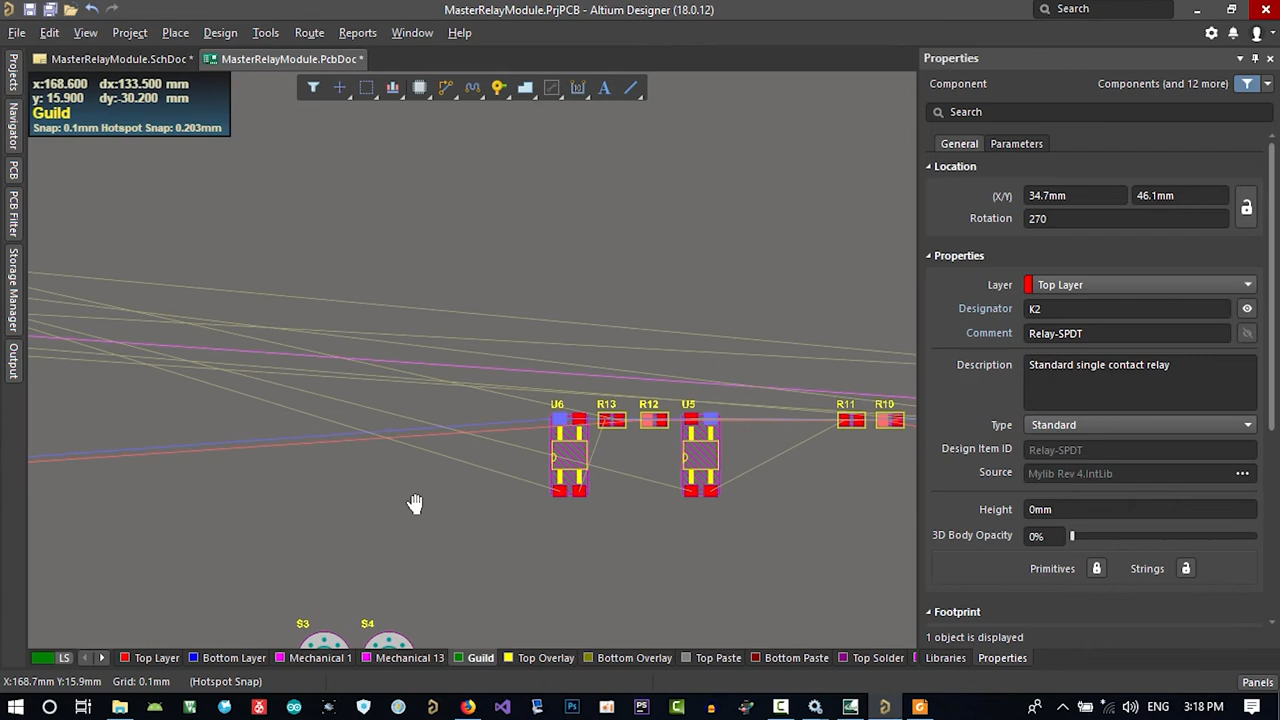 MasterRelayModule.PrjPCB - Altium Designer (18.0.12)
Search
File Edit View Project Place Design Tools Route Reports Window Help
MasterRelayModule.SchDoc *
MasterRelayModule.PcbDoc *
Properties
x:168.600 dx:133.500 mm
y: 15.900 dy:-30.200 mm
Guild
Snap: 0.1mm Hotspot Snap: 0.203mm
Component
Components (and 12 more)
Search
General Parameters
Projects
Navigator
PCB
PCB Filter
Storage Manager
Output
Location
(X/Y) 34.7mm 46.1mm
Rotation 270
Properties
Layer Top Layer
Designator K2
Comment Relay-SPDT
Description Standard single contact relay
Type Standard
Design Item ID Relay-SPDT
Source Mylib Rev 4.IntLib
Height 0mm
3D Body Opacity 0%
Primitives Strings
Footprint
1 object is displayed
U6 R13 R12 U5 R11 R10
S3 S4
LS Top Layer Bottom Layer Mechanical 1 Mechanical 13 Guild Top Overlay Bottom Overlay Top Paste Bottom Paste Top Solder
Libraries Properties
X:168.7mm Y:15.9mm Grid: 0.1mm (Hotspot Snap)
Panels
ENG 3:18 PM